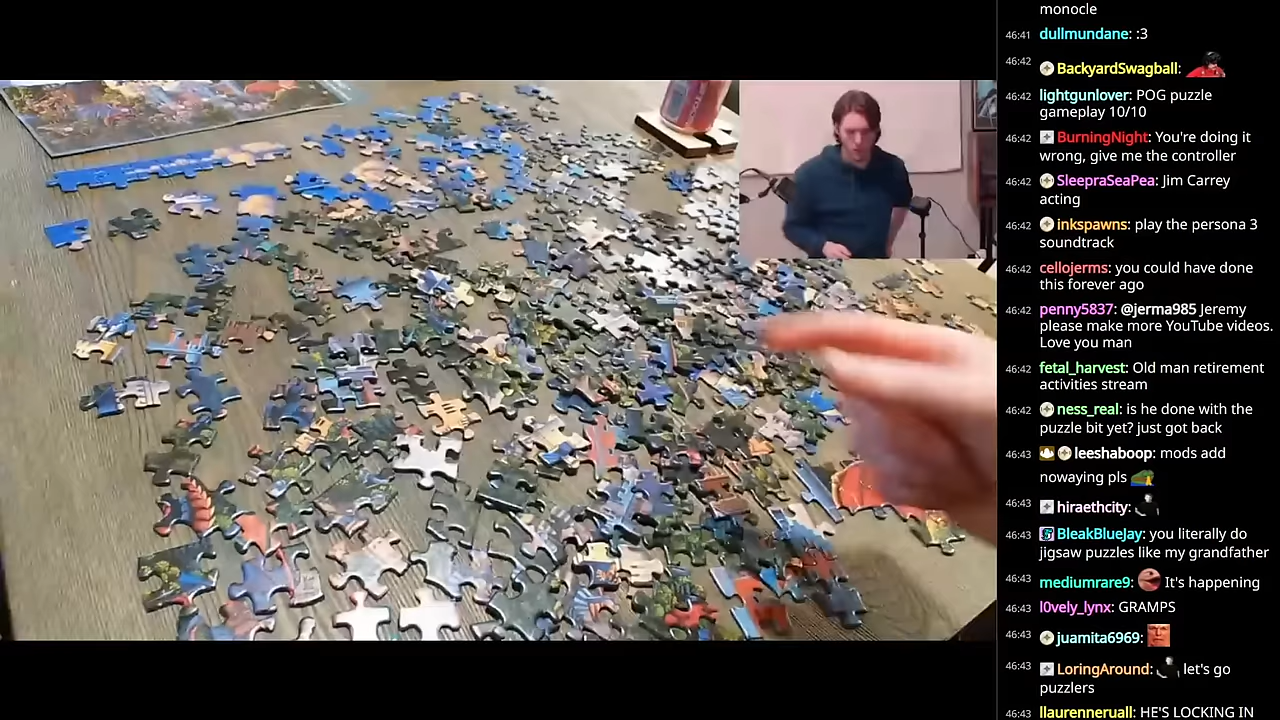 monocle
46:41 dullmundane: :3
46:42 BackyardSwagball:
46:42 lightgunlover: POG puzzle
gameplay 10/10
46:42 BurningNight: You're doing it
wrong, give me the controller
46:42 SleepraSeaPea: Jim Carrey
acting
46:42 inkspawns: play the persona 3
soundtrack
46:42 cellojerms: you could have done
this forever ago
46:42 penny5837: @jerma985 Jeremy
please make more YouTube videos.
Love you man
46:42 fetal_harvest: Old man retirement
activities stream
46:42 ness_real: is he done with the
puzzle bit yet? just got back
46:43 leeshaboop: mods add
nowaying pls
46:43 hiraethcity:
46:43 BleakBlueJay: you literally do
jigsaw puzzles like my grandfather
46:43 mediumrare9: It's happening
46:43 l0vely_lynx: GRAMPS
46:43 juamita6969:
46:43 LoringAround: let's go
puzzlers
46:43 llaurenneruall: HE'S LOCKING IN